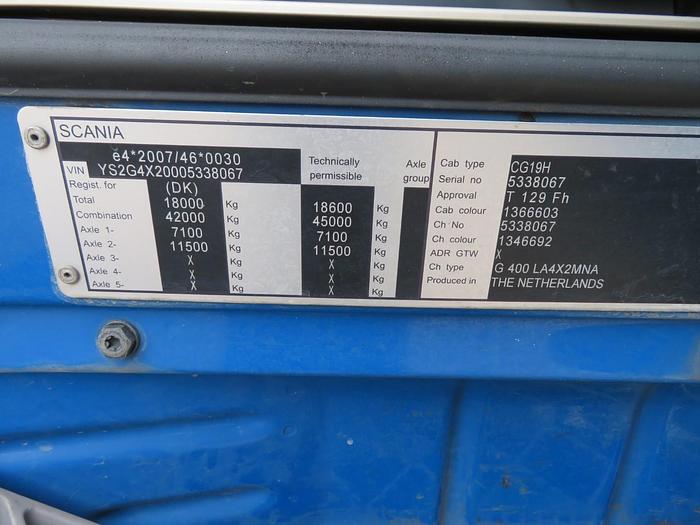 SCANIA
e4*2007/46*0030
VIN YS2G4X20005338067
Regist. for (DK) Technically permissible Axle group
Total 18000 Kg 18600 Kg
Combination 42000 Kg 45000 Kg
Axle 1- 7100 Kg 7100 Kg
Axle 2- 11500 Kg 11500 Kg
Axle 3- X Kg X Kg
Axle 4- X Kg X Kg
Axle 5- X Kg X Kg
Cab type CG19H
Serial no 5338067
Approval T 129 Fh
Cab colour 1366603
Ch No 5338067
Ch colour 1346692
ADR GTW X
Ch type G 400 LA4X2MNA
Produced in THE NETHERLANDS